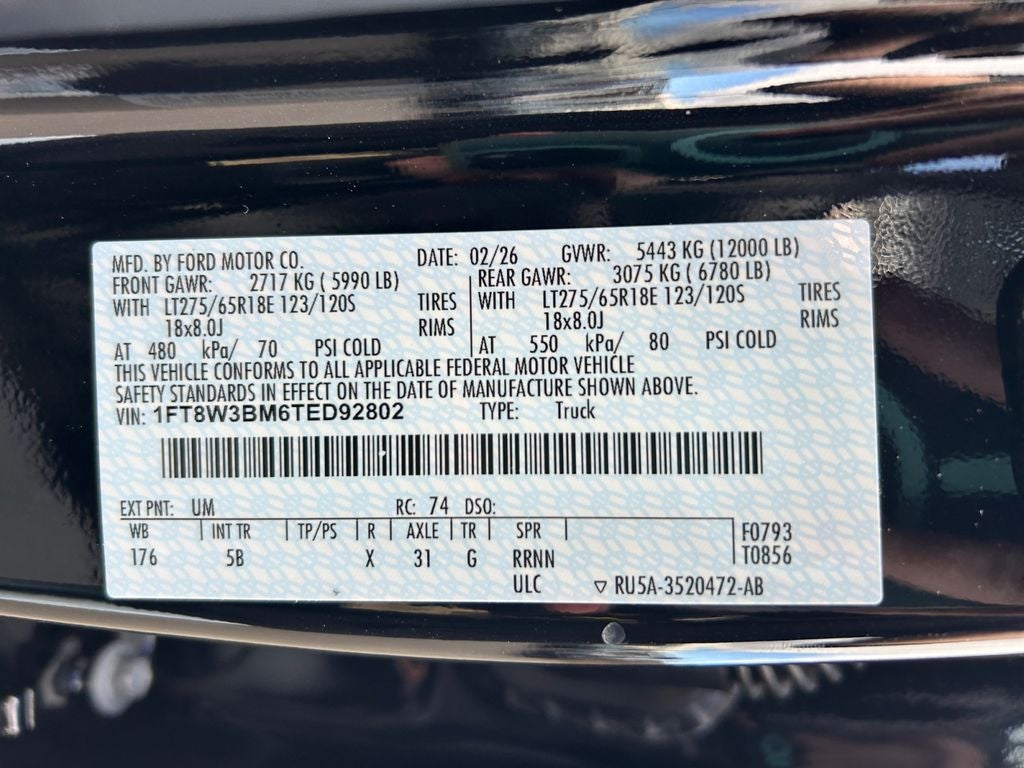 MFD. BY FORD MOTOR CO. DATE: 02/26 GVWR: 5443 KG (12000 LB)
FRONT GAWR: 2717 KG ( 5990 LB) REAR GAWR: 3075 KG ( 6780 LB)
WITH LT275/65R18E 123/120S TIRES WITH LT275/65R18E 123/120S TIRES
18x8.0J RIMS 18x8.0J RIMS
AT 480 kPa/ 70 PSI COLD AT 550 kPa/ 80 PSI COLD
THIS VEHICLE CONFORMS TO ALL APPLICABLE FEDERAL MOTOR VEHICLE
SAFETY STANDARDS IN EFFECT ON THE DATE OF MANUFACTURE SHOWN ABOVE.
VIN: 1FT8W3BM6TED92802 TYPE: Truck
EXT PNT: UM RC: 74 DSO:
WB INT TR TP/PS R AXLE TR SPR F0793
176 5B X 31 G RRNN T0856
ULC ▽ RU5A-3520472-AB